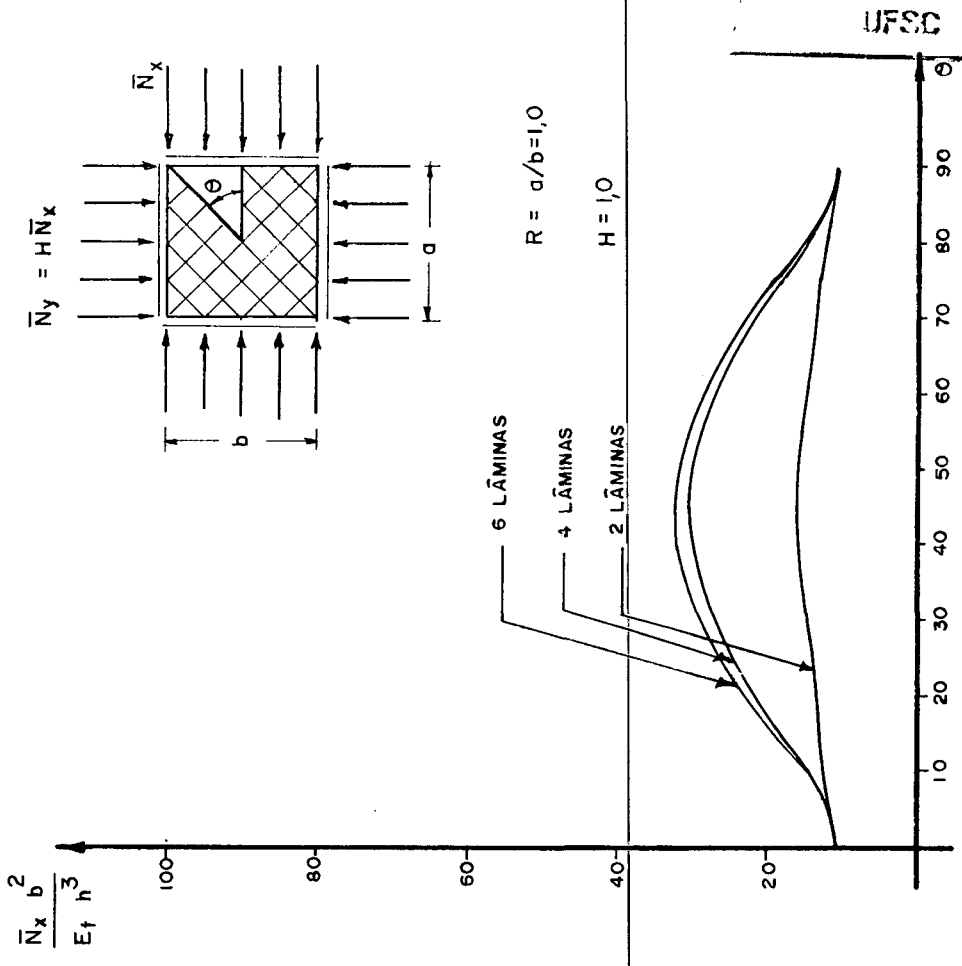 UFSC
N̅x b²
Et h³
N̅y = H N̅x
N̅x
θ
b
a
R = a/b=1,0
H = 1,0
6 LÂMINAS
4 LÂMINAS
2 LÂMINAS
100
80
60
40
20
10
20
30
40
50
60
70
80
90
θ